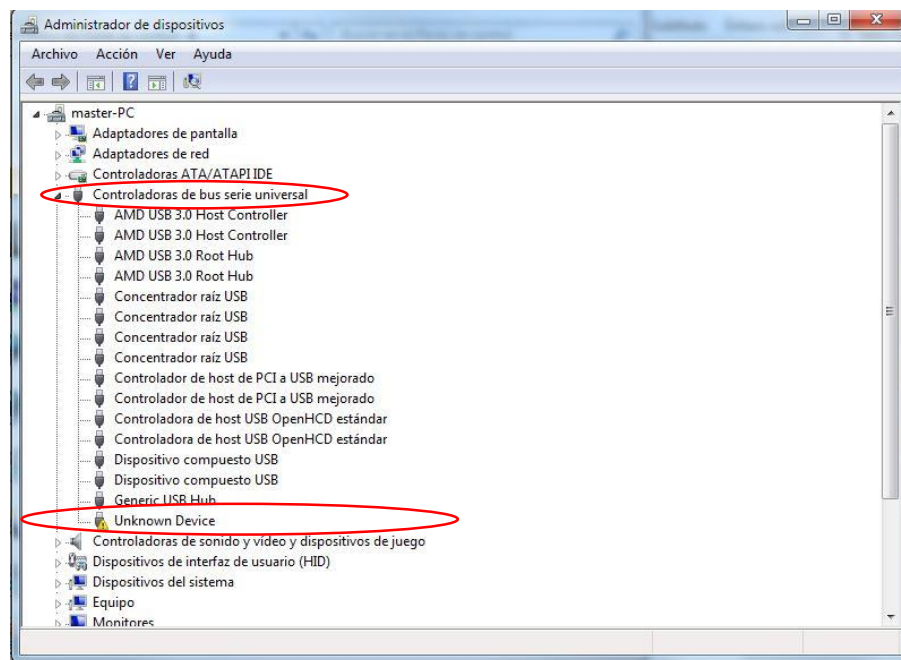 Administrador de dispositivos
Archivo Acción Ver Ayuda
master-PC
Adaptadores de pantalla
Adaptadores de red
Controladoras ATA/ATAPI IDE
Controladoras de bus serie universal
AMD USB 3.0 Host Controller
AMD USB 3.0 Host Controller
AMD USB 3.0 Root Hub
AMD USB 3.0 Root Hub
Concentrador raíz USB
Concentrador raíz USB
Concentrador raíz USB
Concentrador raíz USB
Controlador de host de PCI a USB mejorado
Controlador de host de PCI a USB mejorado
Controladora de host USB OpenHCD estándar
Controladora de host USB OpenHCD estándar
Dispositivo compuesto USB
Dispositivo compuesto USB
Generic USB Hub
Unknown Device
Controladoras de sonido y vídeo y dispositivos de juego
Dispositivos de interfaz de usuario (HID)
Dispositivos del sistema
Equipo
Monitores